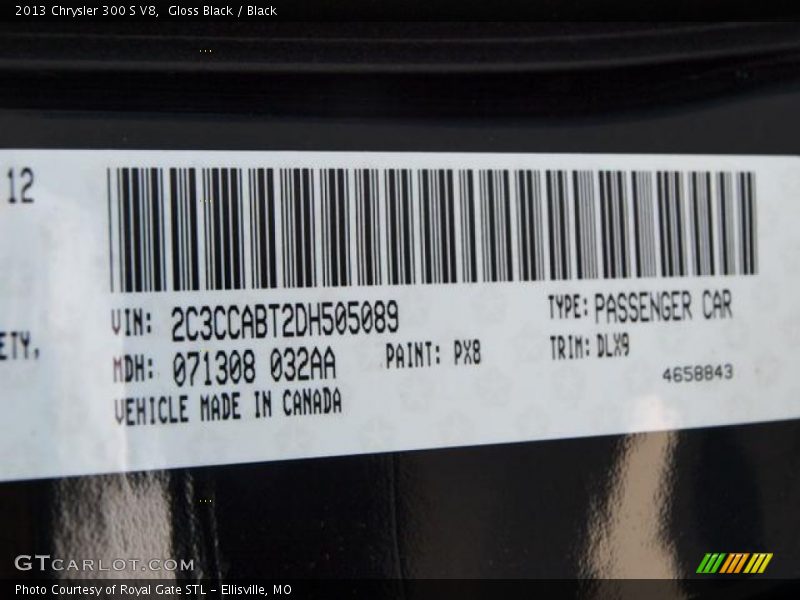 2013 Chrysler 300 S V8,  Gloss Black / Black
12
VIN: 2C3CCABT2DH505089 TYPE: PASSENGER CAR
ETY, MDH: 071308 032AA PAINT: PX8 TRIM: DLX9
VEHICLE MADE IN CANADA 4658843
GTCARLOT.COM
Photo Courtesy of Royal Gate STL - Ellisville, MO